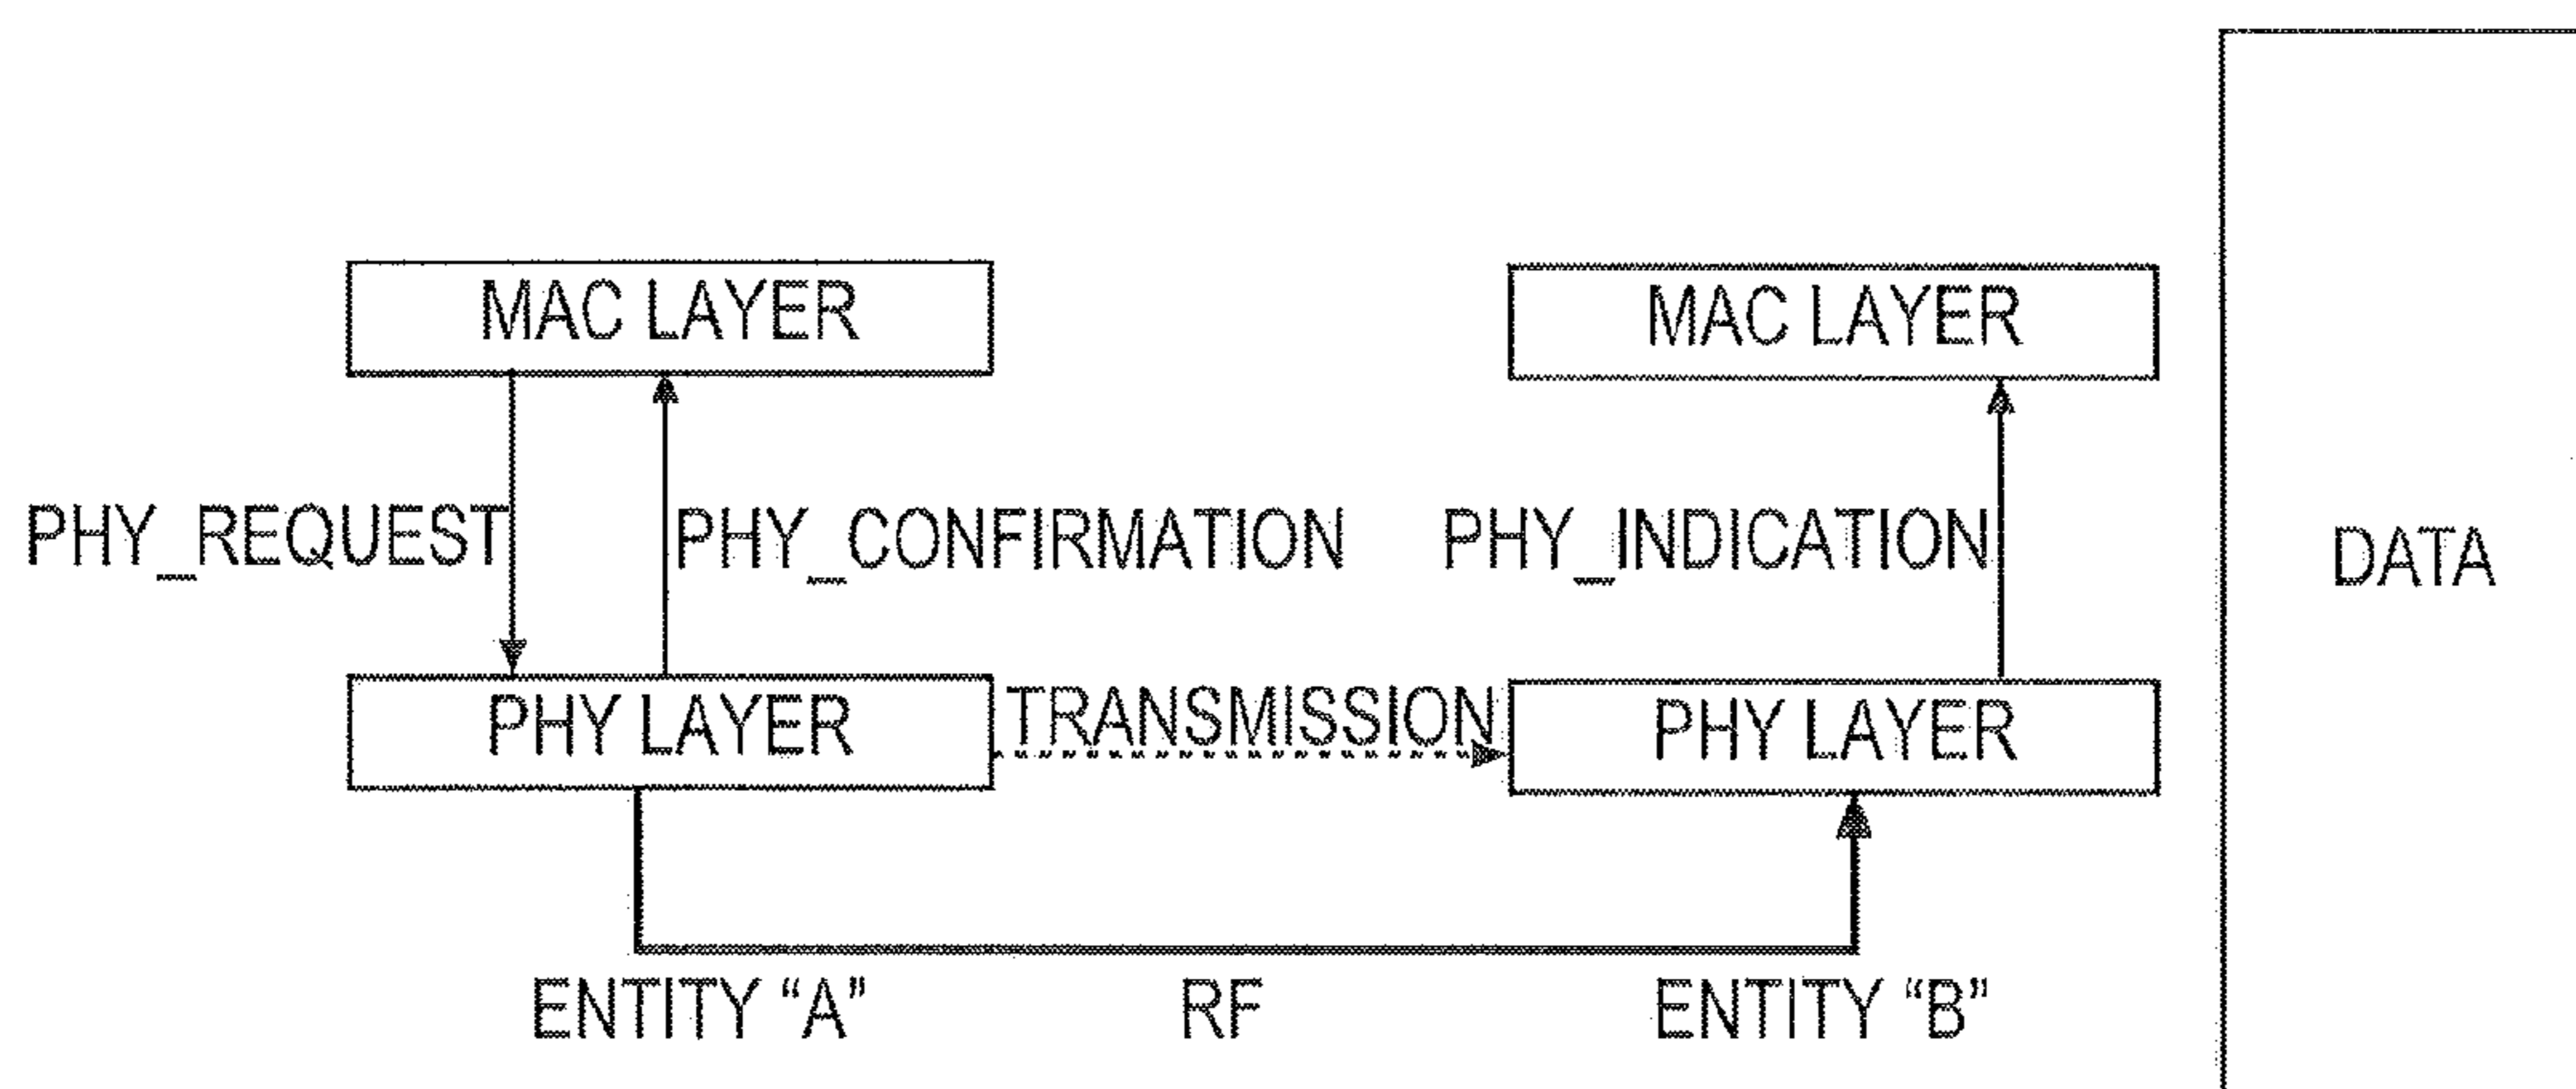 MAC LAYER
MAC LAYER
PHY_REQUEST
PHY_CONFIRMATION
PHY_INDICATION
DATA
PHY LAYER
TRANSMISSION
PHY LAYER
ENTITY “A”
RF
ENTITY “B”